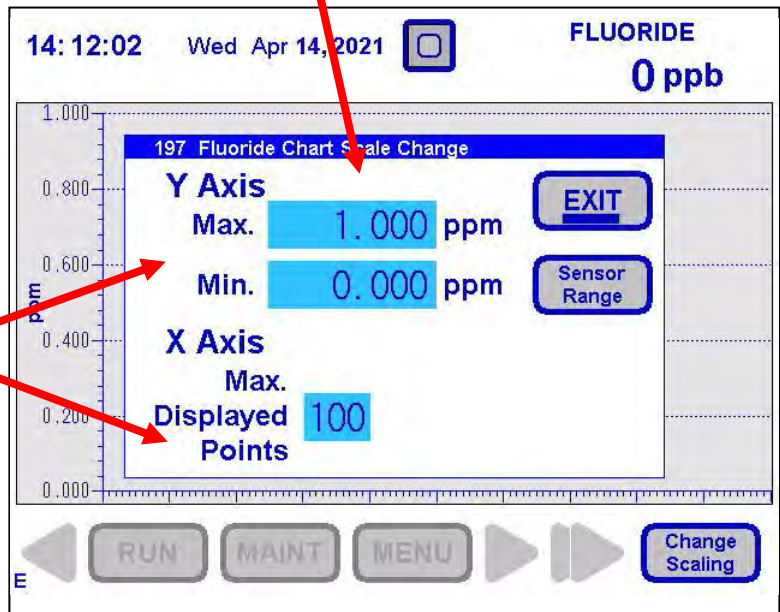 14:12:02 Wed Apr 14, 2021 FLUORIDE
0 ppb
1.000
197 Fluoride Chart Scale Change
Y Axis
EXIT
0.800
Max. 1.000 ppm
0.600
Min. 0.000 ppm
Sensor
Range
ppm
0.400
X Axis
Max.
0.200
Displayed 100
Points
0.000
RUN MAINT MENU
Change
Scaling
E